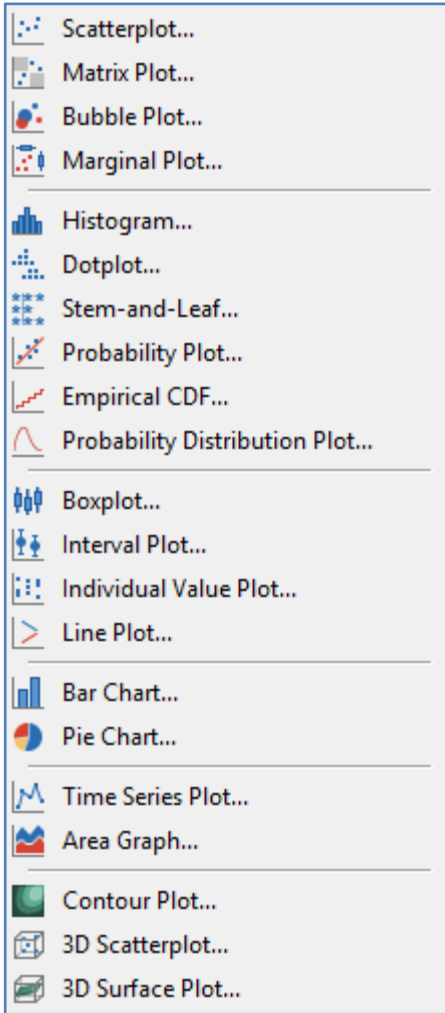 Scatterplot...
Matrix Plot...
Bubble Plot...
Marginal Plot...
Histogram...
Dotplot...
Stem-and-Leaf...
Probability Plot...
Empirical CDF...
Probability Distribution Plot...
Boxplot...
Interval Plot...
Individual Value Plot...
Line Plot...
Bar Chart...
Pie Chart...
Time Series Plot...
Area Graph...
Contour Plot...
3D Scatterplot...
3D Surface Plot...